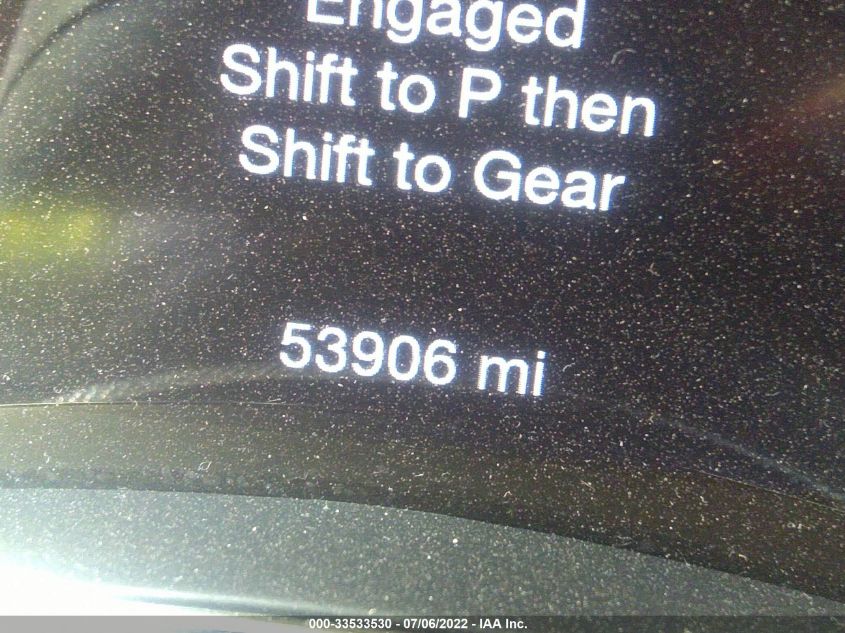 Engaged
Shift to P then
Shift to Gear
53906 mi
000-33533530 - 07/06/2022 - IAA Inc.